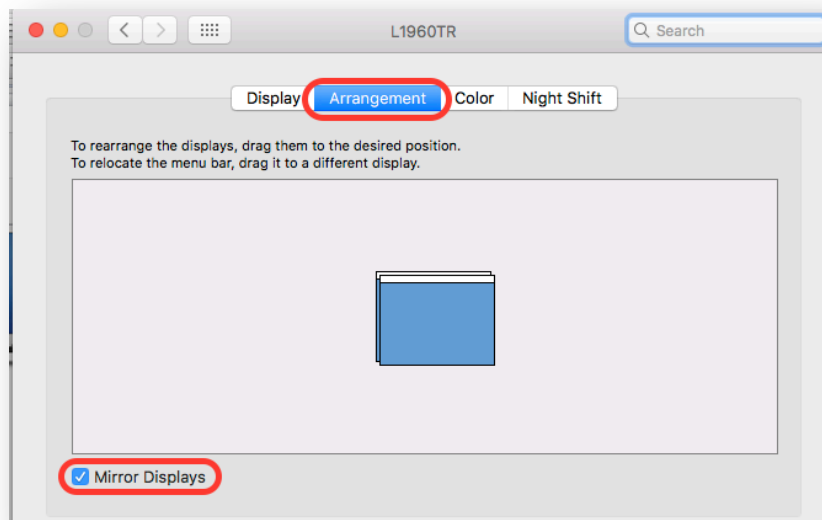 L1960TR
Search
Display Arrangement Color Night Shift
To rearrange the displays, drag them to the desired position.
To relocate the menu bar, drag it to a different display.
Mirror Displays